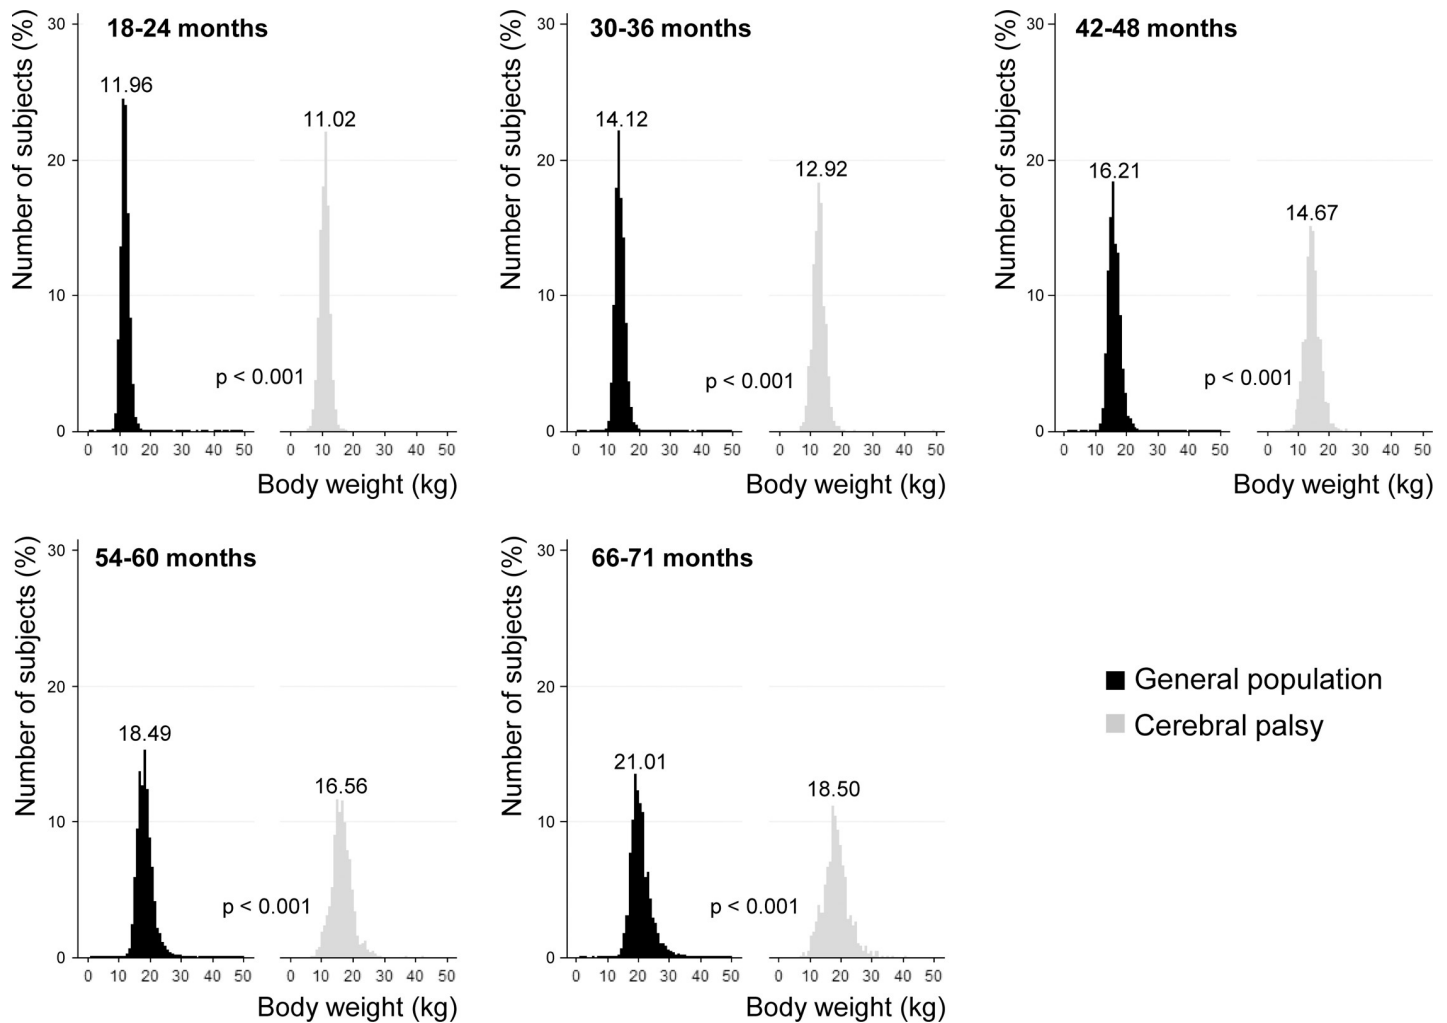 18-24 months
Number of subjects (%)
30
20
10
0
11.96
11.02
p < 0.001
0 10 20 30 40 50 0 10 20 30 40 50
Body weight (kg)
30-36 months
Number of subjects (%)
30
20
10
0
14.12
12.92
p < 0.001
0 10 20 30 40 50 0 10 20 30 40 50
Body weight (kg)
42-48 months
Number of subjects (%)
30
20
10
0
16.21
14.67
p < 0.001
0 10 20 30 40 50 0 10 20 30 40 50
Body weight (kg)
54-60 months
Number of subjects (%)
30
20
10
0
18.49
16.56
p < 0.001
0 10 20 30 40 50 0 10 20 30 40 50
Body weight (kg)
66-71 months
Number of subjects (%)
30
20
10
0
21.01
18.50
p < 0.001
0 10 20 30 40 50 0 10 20 30 40 50
Body weight (kg)
General population
Cerebral palsy